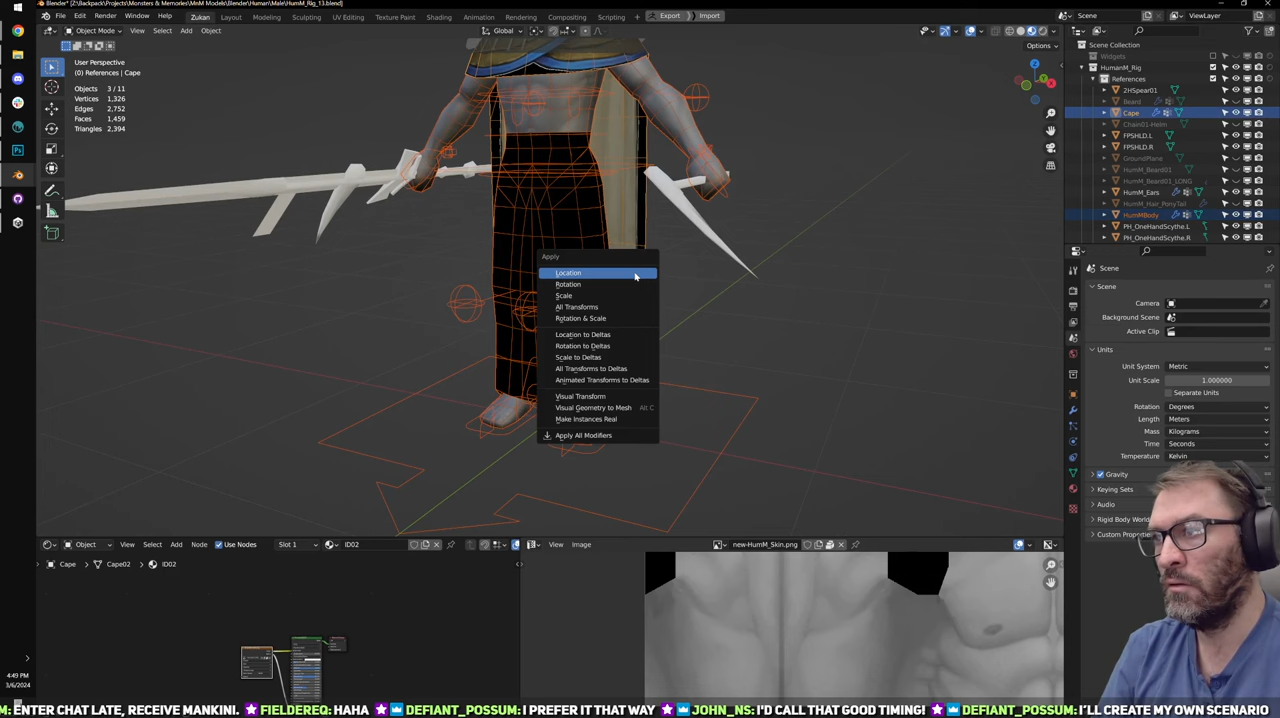 Blender* [Z:\Backpack\Projects\Monsters & Memories\MnM Models\Blender\Human\Male\HumM_Rig_13.blend]
File Edit Render Window Help Zukan Layout Modeling Sculpting UV Editing Texture Paint Shading Animation Rendering Compositing Scripting Export Import Scene ViewLayer
Object Mode View Select Add Object Global
Options
User Perspective
(0) References | Cape
Objects 3 / 11
Vertices 1,326
Edges 2,752
Faces 1,459
Triangles 2,394
Scene Collection
Widgets
HumanM_Rig
References
2HSpear01
Beard
Cape
Chain01-Helm
FPSHLD.L
FPSHLD.R
GroundPlane
HumM_Beard01
HumM_Beard01_LONG
HumM_Ears
HumM_Hair_PonyTail
HumMBody
PH_OneHandScythe.L
PH_OneHandScythe.R
Apply
Location
Rotation
Scale
All Transforms
Rotation & Scale
Location to Deltas
Rotation to Deltas
Scale to Deltas
All Transforms to Deltas
Animated Transforms to Deltas
Visual Transform
Visual Geometry to Mesh Alt C
Make Instances Real
Apply All Modifiers
Scene
Scene
Camera
Background Scene
Active Clip
Units
Unit System Metric
Unit Scale 1.000000
Separate Units
Rotation Degrees
Length Meters
Mass Kilograms
Time Seconds
Temperature Kelvin
Gravity
Keying Sets
Audio
Rigid Body World
Custom Properti
Object View Select Add Node Use Nodes Slot 1 ID02
View Image new-HumM_Skin.png
Cape Cape02 ID02
4:49 PM
3/6/2024
M: ENTER CHAT LATE, RECEIVE MANKINI. FIELDEREQ: HAHA DEFIANT_POSSUM: I PREFER IT THAT WAY JOHN_NS: I'D CALL THAT GOOD TIMING! DEFIANT_POSSUM: I'LL CREATE MY OWN SCENARIO